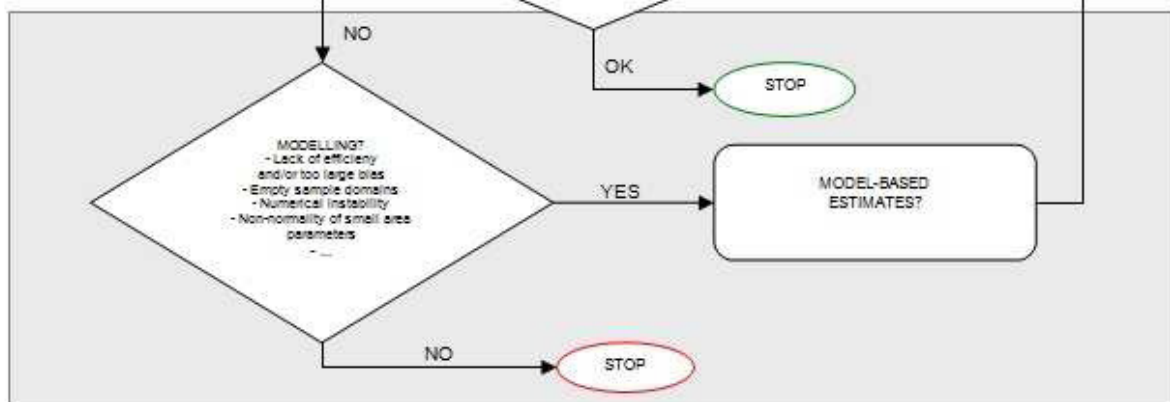 NO
OK
STOP
MODELLING?
- Lack of efficieny
and/or too large bias
- Empty sample domains
- Numerical instability
- Non-normality of small area
parameters
- ...
YES
MODEL-BASED
ESTIMATES?
NO
STOP